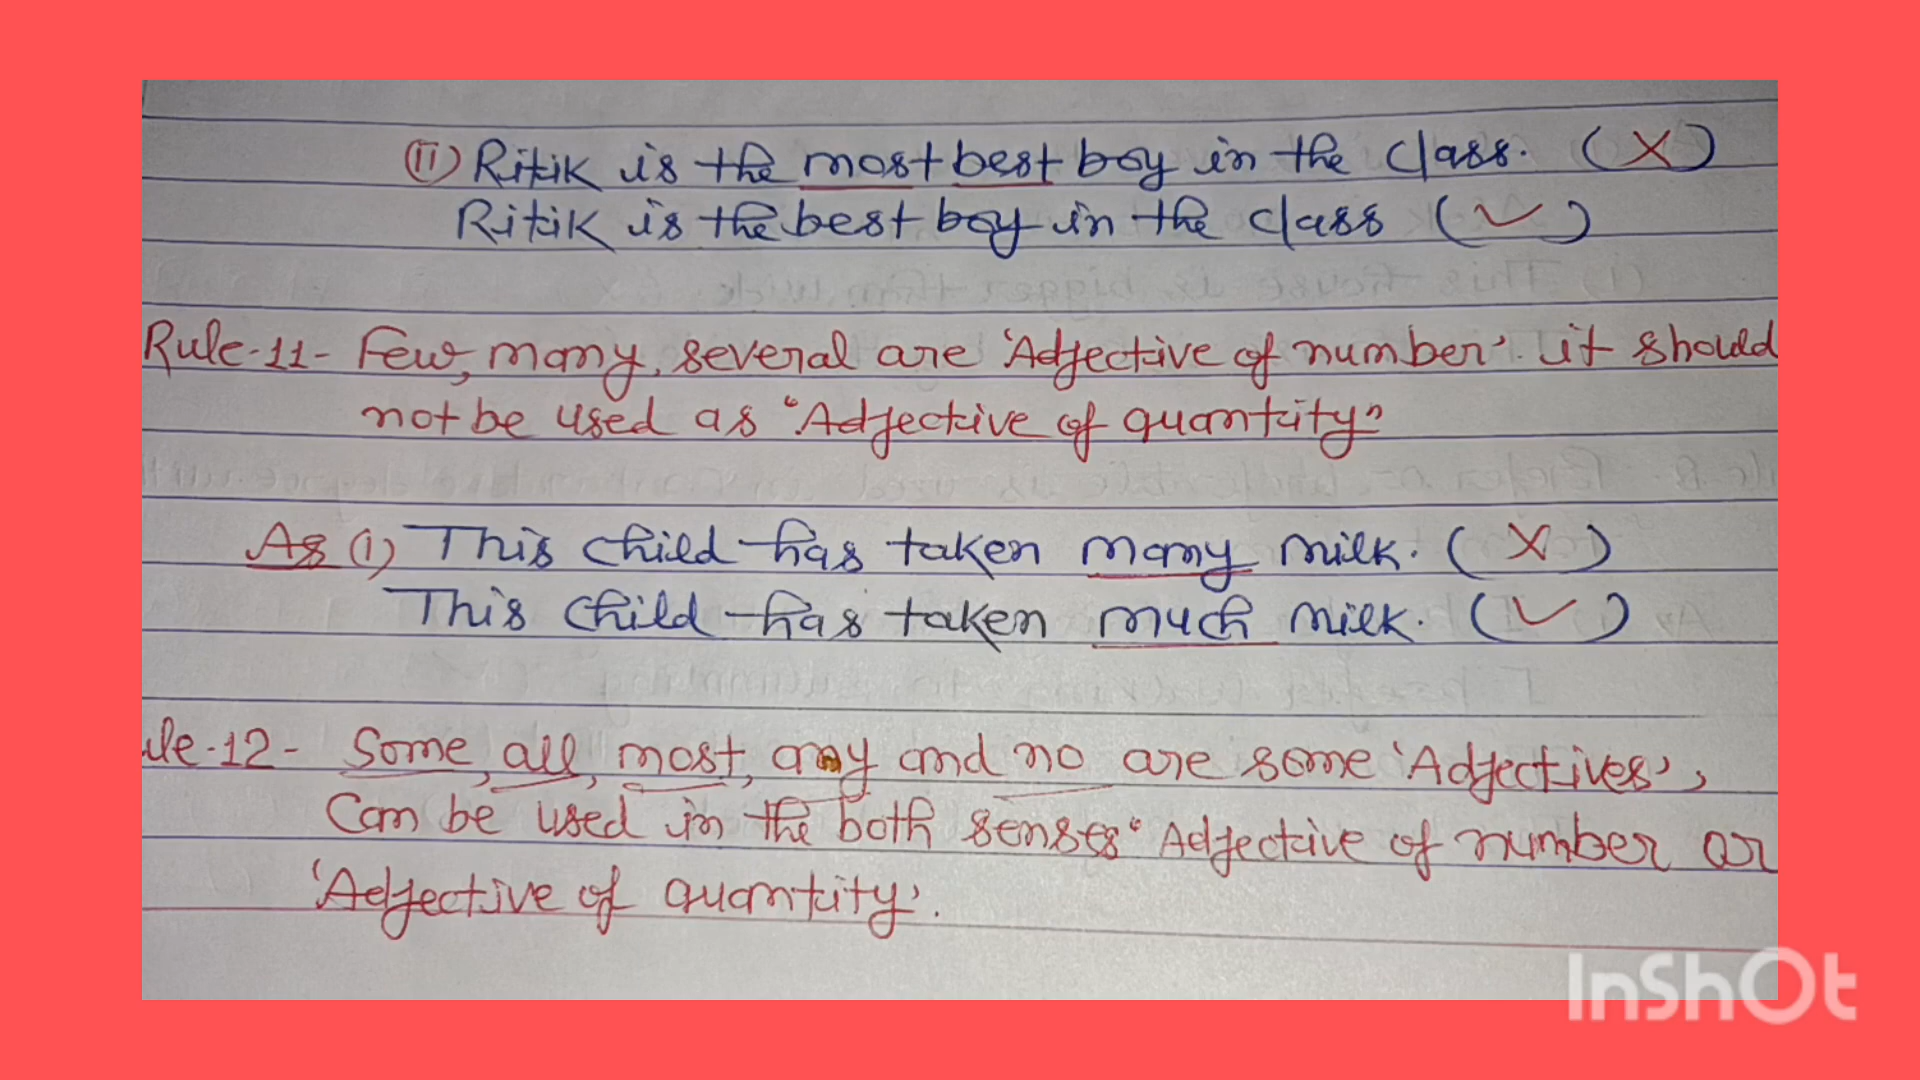 (ii) Ritik is the most best boy in the class. (X)
Ritik is the best boy in the class (✓)
Rule-11- Few, many, several are 'Adjective of number'. it should
not be used as "Adjective of quantity"
As (i) This child has taken many milk. (X)
This child has taken much milk. (✓)
ule-12- Some, all, most, any and no are some 'Adjectives',
Can be used in the both senses "Adjective of number or
'Adjective of quantity'.
InShOt